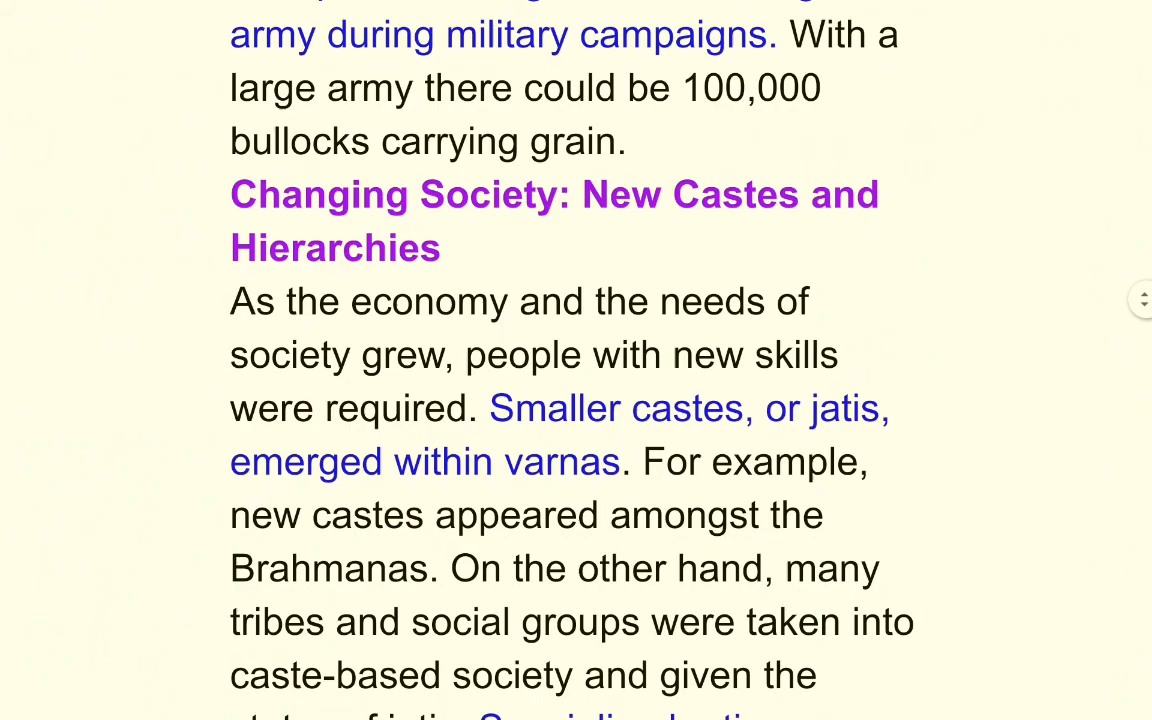 army during military campaigns. With a
large army there could be 100,000
bullocks carrying grain.
Changing Society: New Castes and
Hierarchies
As the economy and the needs of
society grew, people with new skills
were required. Smaller castes, or jatis,
emerged within varnas. For example,
new castes appeared amongst the
Brahmanas. On the other hand, many
tribes and social groups were taken into
caste-based society and given the